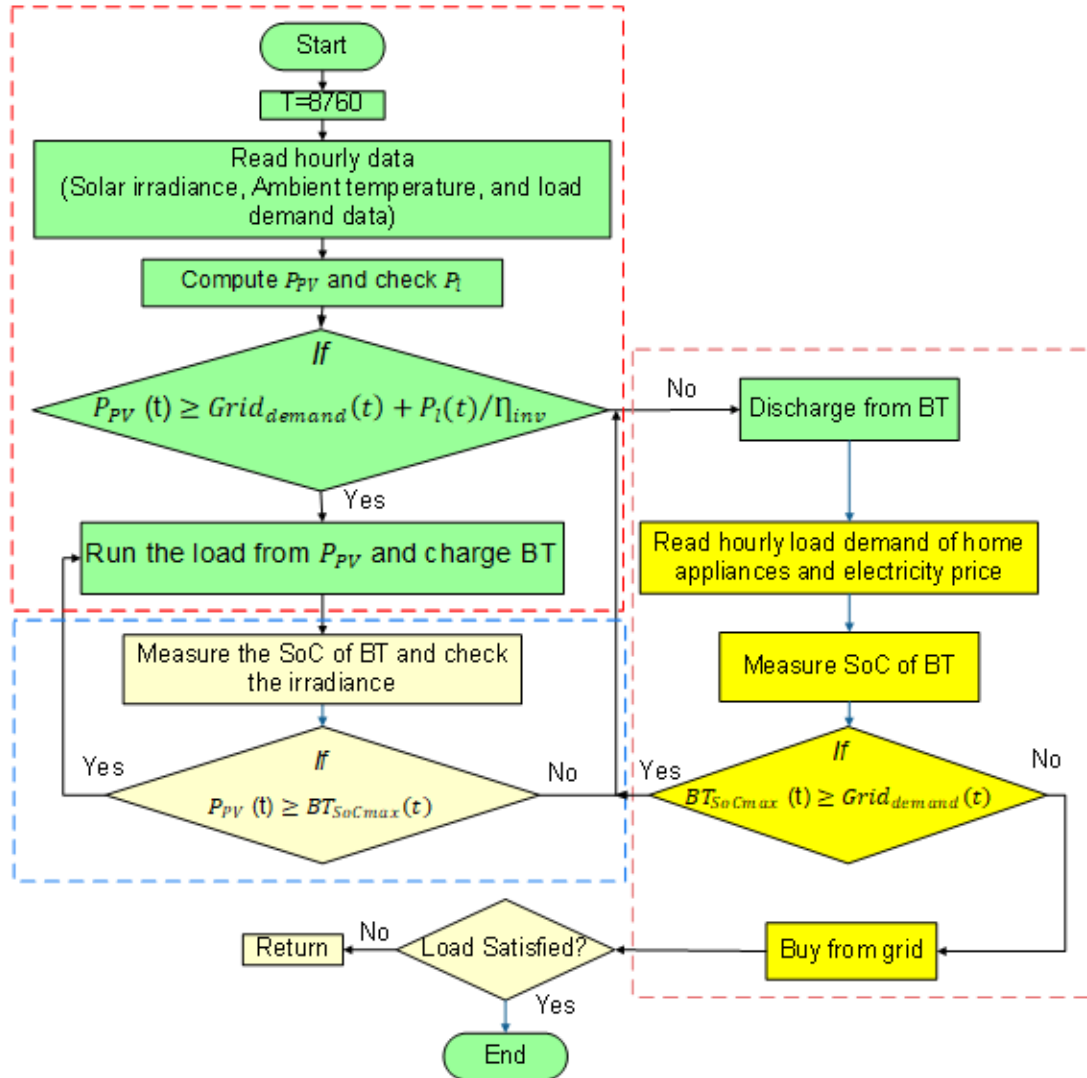 Start
T=8760
Read hourly data
(Solar irradiance, Ambient temperature, and load
demand data)
Compute P_PV and check P_l
If
P_PV (t) ≥ Grid_demand(t) + P_l(t)/Π_inv
No
Discharge from BT
Yes
Run the load from P_PV and charge BT
Read hourly load demand of home
appliances and electricity price
Measure the SoC of BT and check
the irradiance
Measure SoC of BT
If
P_PV (t) ≥ BT_SoCmax(t)
Yes
No
If
BT_SoCmax (t) ≥ Grid_demand(t)
Yes
No
Buy from grid
Load Satisfied?
No
Return
Yes
End